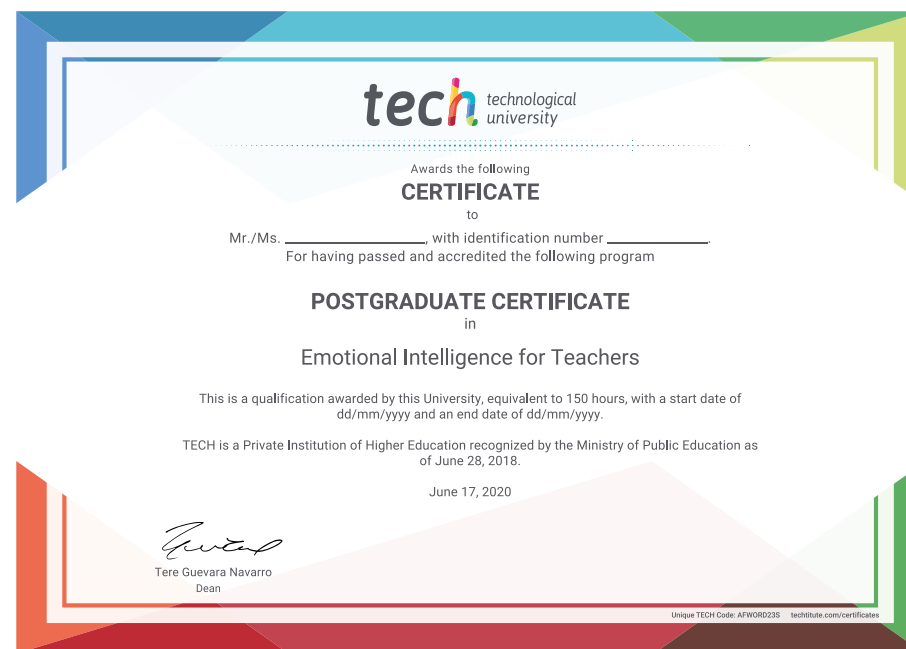 tech technological
university
Awards the following
CERTIFICATE
to
Mr./Ms. ____________________, with identification number ______________.
For having passed and accredited the following program
POSTGRADUATE CERTIFICATE
in
Emotional Intelligence for Teachers
This is a qualification awarded by this University, equivalent to 150 hours, with a start date of
dd/mm/yyyy and an end date of dd/mm/yyyy.
TECH is a Private Institution of Higher Education recognized by the Ministry of Public Education as
of June 28, 2018.
June 17, 2020
Tere Guevara Navarro
Dean
Unique TECH Code: AFWORD23S techtitute.com/certificates